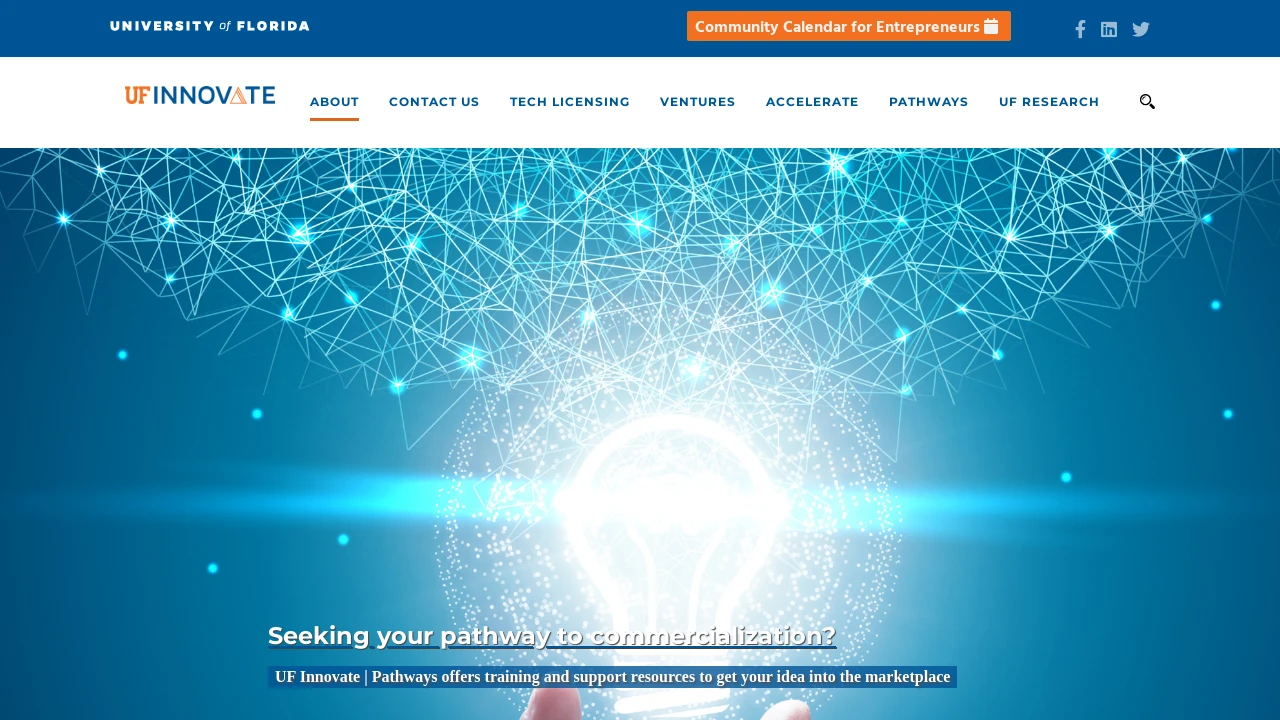 UNIVERSITY of FLORIDA
Community Calendar for Entrepreneurs
UF INNOVATE
ABOUT
CONTACT US
TECH LICENSING
VENTURES
ACCELERATE
PATHWAYS
UF RESEARCH
Seeking your pathway to commercialization?
UF Innovate | Pathways offers training and support resources to get your idea into the marketplace